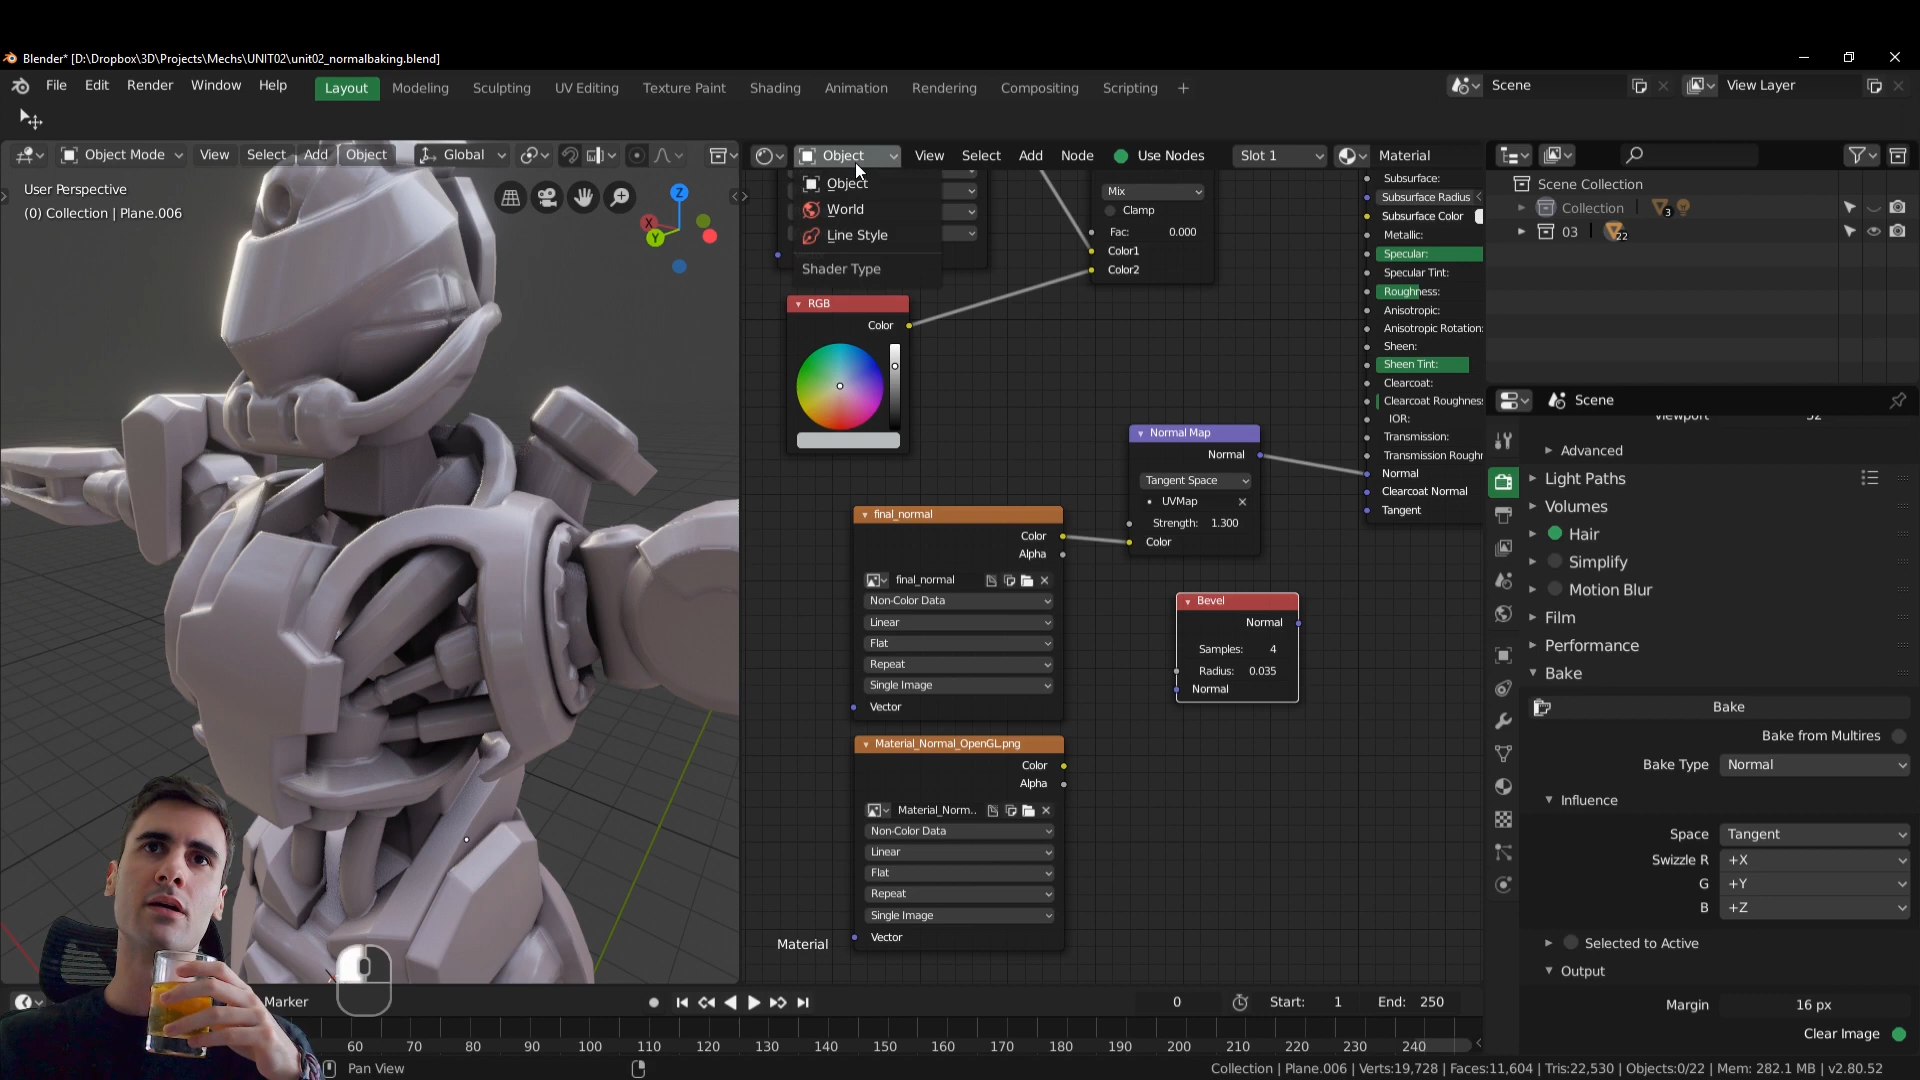 Blender* [D:\Dropbox\3D\Projects\Mechs\UNIT02\unit02_normalbaking.blend]
File Edit Render Window Help Layout Modeling Sculpting UV Editing Texture Paint Shading Animation Rendering Compositing Scripting + Scene View Layer
Object Mode View Select Add Object Global
User Perspective
(0) Collection | Plane.006
Z
X
Y
Object View Select Add Node Use Nodes Slot 1 Material
Object
World
Line Style
Shader Type
Mix
Clamp
Fac: 0.000
Color1
Color2
RGB
Color
Normal Map
Normal
Tangent Space
UVMap
Strength: 1.300
Color
final_normal
Color
Alpha
final_normal
Non-Color Data
Linear
Flat
Repeat
Single Image
Vector
Bevel
Normal
Samples: 4
Radius: 0.035
Normal
Material_Normal_OpenGL.png
Color
Alpha
Material_Norm..
Non-Color Data
Linear
Flat
Repeat
Single Image
Vector
Material
Subsurface:
Subsurface Radius
Subsurface Color
Metallic:
Specular:
Specular Tint:
Roughness:
Anisotropic:
Anisotropic Rotation:
Sheen:
Sheen Tint:
Clearcoat:
Clearcoat Roughness
IOR:
Transmission:
Transmission Roughn
Normal
Clearcoat Normal
Tangent
Scene Collection
Collection 3
03 22
Scene
Viewport 32
Advanced
Light Paths
Volumes
Hair
Simplify
Motion Blur
Film
Performance
Bake
Bake
Bake from Multires
Bake Type Normal
Influence
Space Tangent
Swizzle R +X
G +Y
B +Z
Selected to Active
Output
Margin 16 px
Clear Image
Marker 0 Start: 1 End: 250
60 70 80 90 100 110 120 130 140 150 160 170 180 190 200 210 220 230 240
Pan View
Collection | Plane.006 | Verts:19,728 | Faces:11,604 | Tris:22,530 | Objects:0/22 | Mem: 282.1 MB | v2.80.52